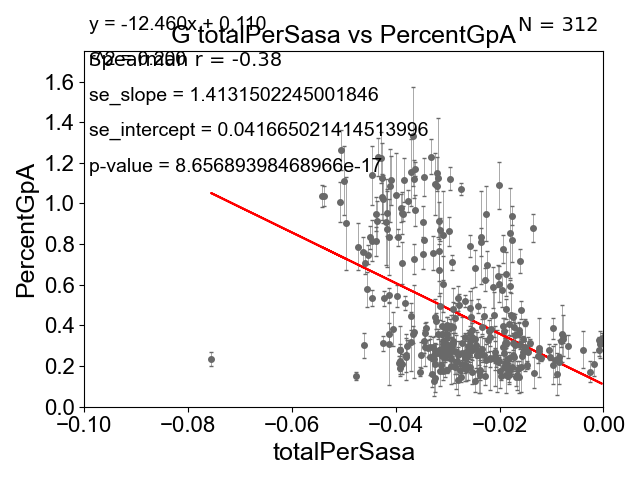 y = -12.460x + 0.110
N = 312
G totalPerSasa vs PercentGpA
Spearman r = -0.38
se_slope = 1.4131502245001846
se_intercept = 0.041665021414513996
p-value = 8.65689398468966e-17
PercentGpA
1.6
1.4
1.2
1.0
0.8
0.6
0.4
0.2
0.0
−0.10 −0.08 −0.06 −0.04 −0.02 0.00
totalPerSasa